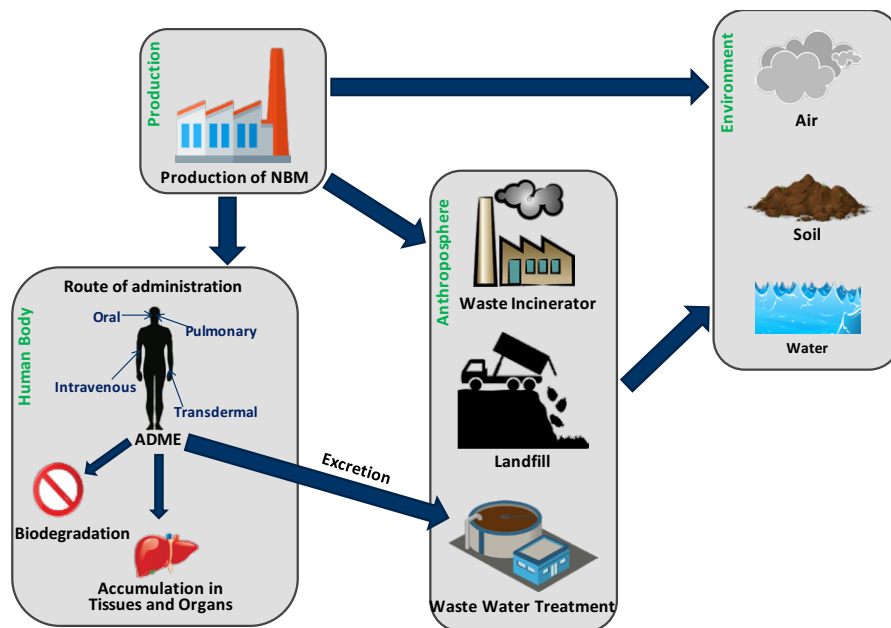 Production
Production of NBM
Human Body
Route of administration
Oral
Pulmonary
Intravenous
Transdermal
ADME
Biodegradation
Accumulation in
Tissues and Organs
Excretion
Anthroposphere
Waste Incinerator
Landfill
Waste Water Treatment
Environment
Air
Soil
Water